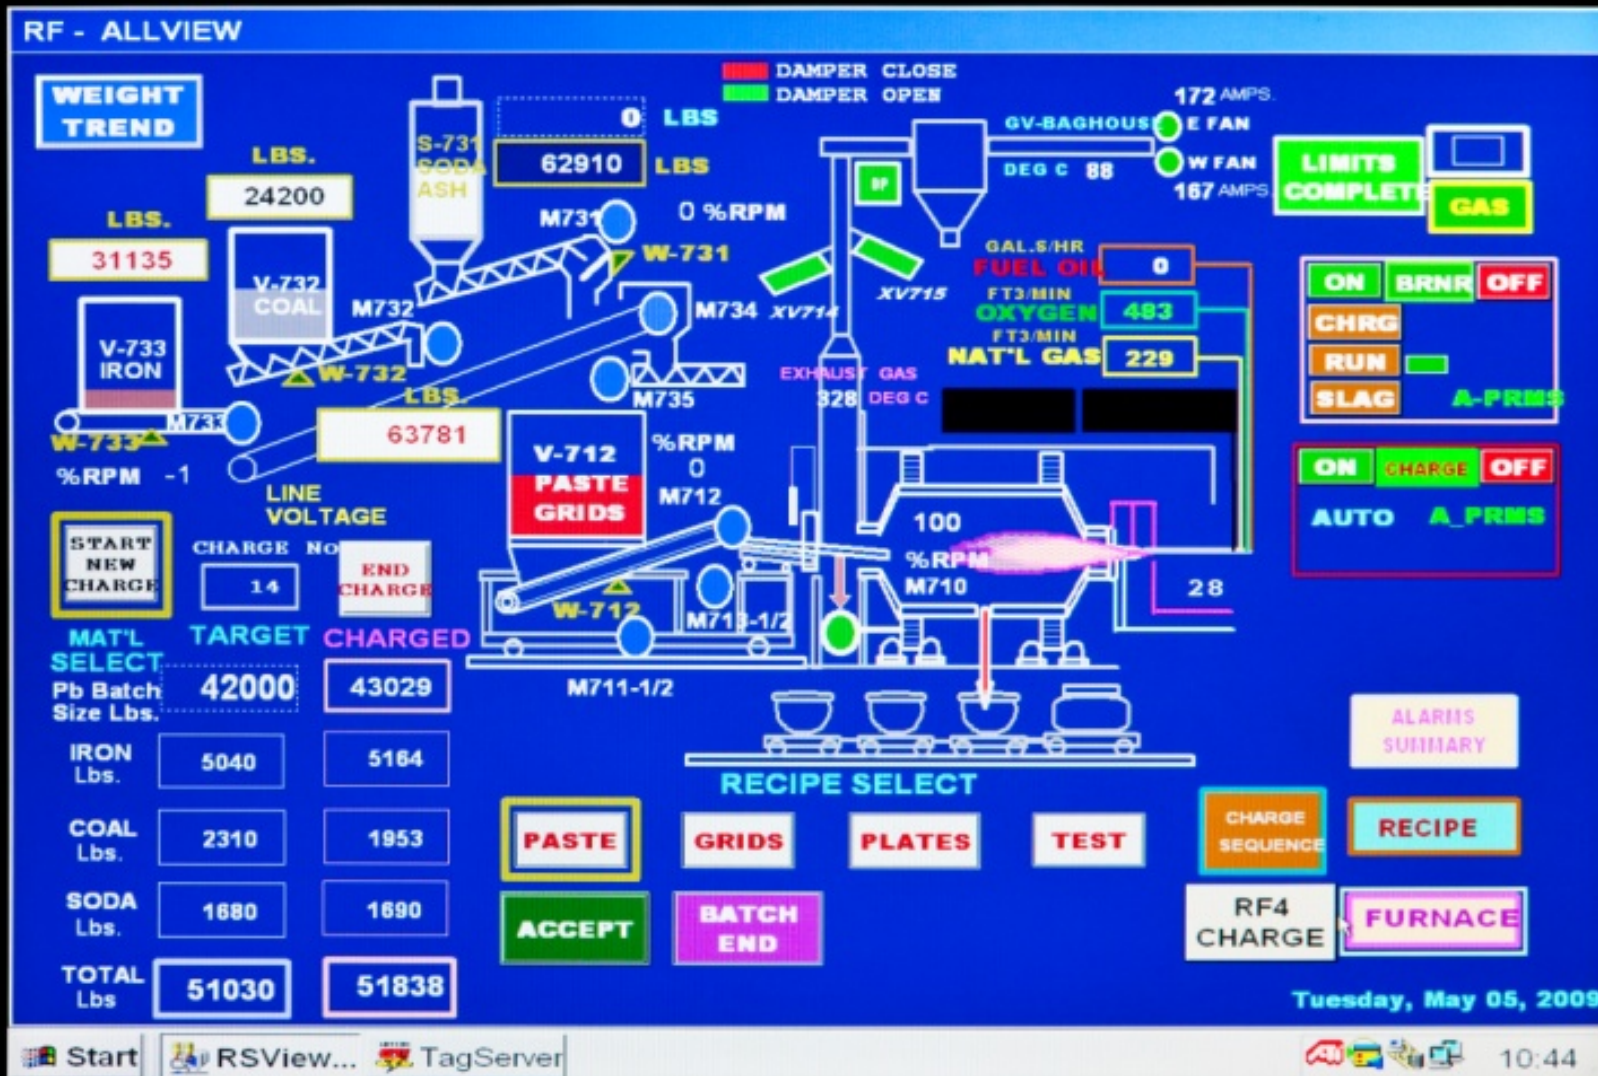 RF - ALLVIEW
WEIGHT
TREND
DAMPER CLOSE
DAMPER OPEN
172 AMPS.
E FAN
W FAN
167 AMPS.
GV-BAGHOUSE
DEG C 88
LIMITS
COMPLETE
GAS
S-731
SODA
ASH
0 LBS
62910 LBS
LBS.
24200
LBS.
31135
V-732
COAL
V-733
IRON
M731
0 %RPM
W-731
M732
W-732
M733
W-733
%RPM -1
M734
M735
DP
XV714
XV715
GAL.S/HR
FUEL OIL 0
FT3/MIN
OXYGEN 483
FT3/MIN
NAT'L GAS 229
EXHAUST GAS
328 DEG C
ON BRNR OFF
CHRG
RUN
SLAG A-PRMS
ON CHARGE OFF
AUTO A_PRMS
LBS.
63781
V-712
PASTE
GRIDS
%RPM
0
M712
W-712
M713-1/2
M711-1/2
100
%RPM
M710
28
LINE
VOLTAGE
START
NEW
CHARGE
CHARGE NO
14
END
CHARGE
MAT'L
SELECT
TARGET CHARGED
Pb Batch
Size Lbs.
42000 43029
IRON
Lbs.
5040 5164
COAL
Lbs.
2310 1953
SODA
Lbs.
1680 1690
TOTAL
Lbs
51030 51838
RECIPE SELECT
PASTE GRIDS PLATES TEST
ACCEPT
BATCH
END
ALARMS
SUMMARY
CHARGE
SEQUENCE
RECIPE
RF4
CHARGE
FURNACE
Tuesday, May 05, 2009
Start RSView... TagServer 10:44